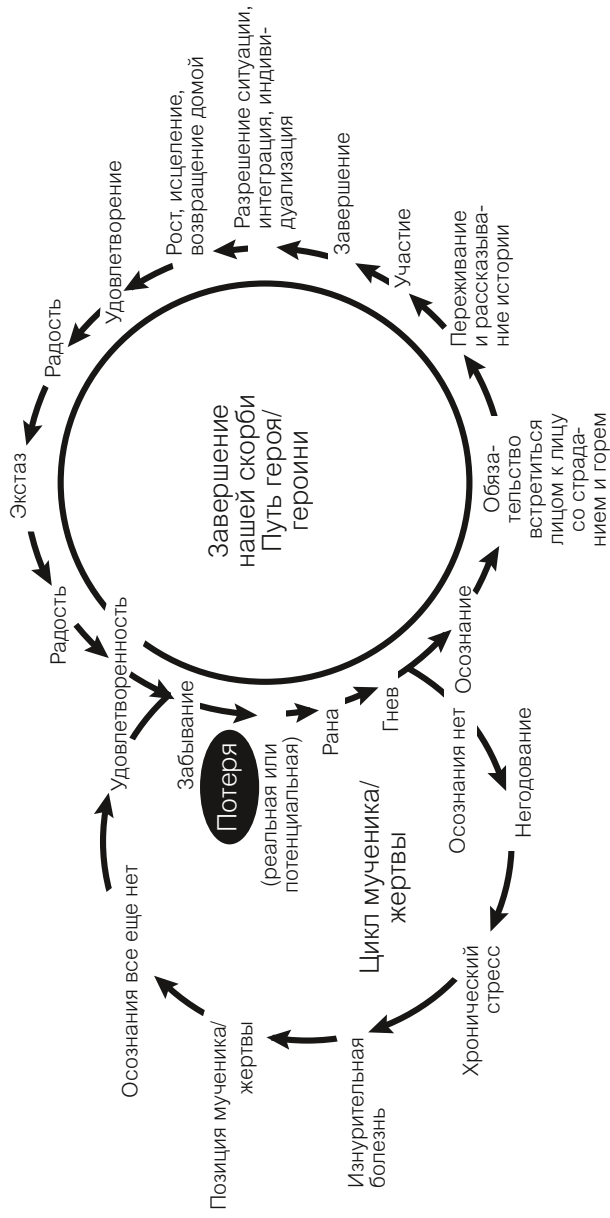 Экстаз
Радость
Радость
Удовлетворение
Удовлетворенность
Рост, исцеление,
возвращение домой
Осознания все еще нет
Забывание
Разрешение ситуации,
интеграция, индиви-
дуализация
Потеря
(реальная или
потенциальная)
Завершение
нашей скорби
Путь героя/
героини
Завершение
Позиция мученика/
жертвы
Рана
Участие
Гнев
Цикл мученика/
жертвы
Переживание
и рассказыва-
ние истории
Изнурительная
болезнь
Осознания нет
Осознание
Обяза-
тельство
встретиться
лицом к лицу
со страда-
нием и горем
Хронический
стресс
Негодование